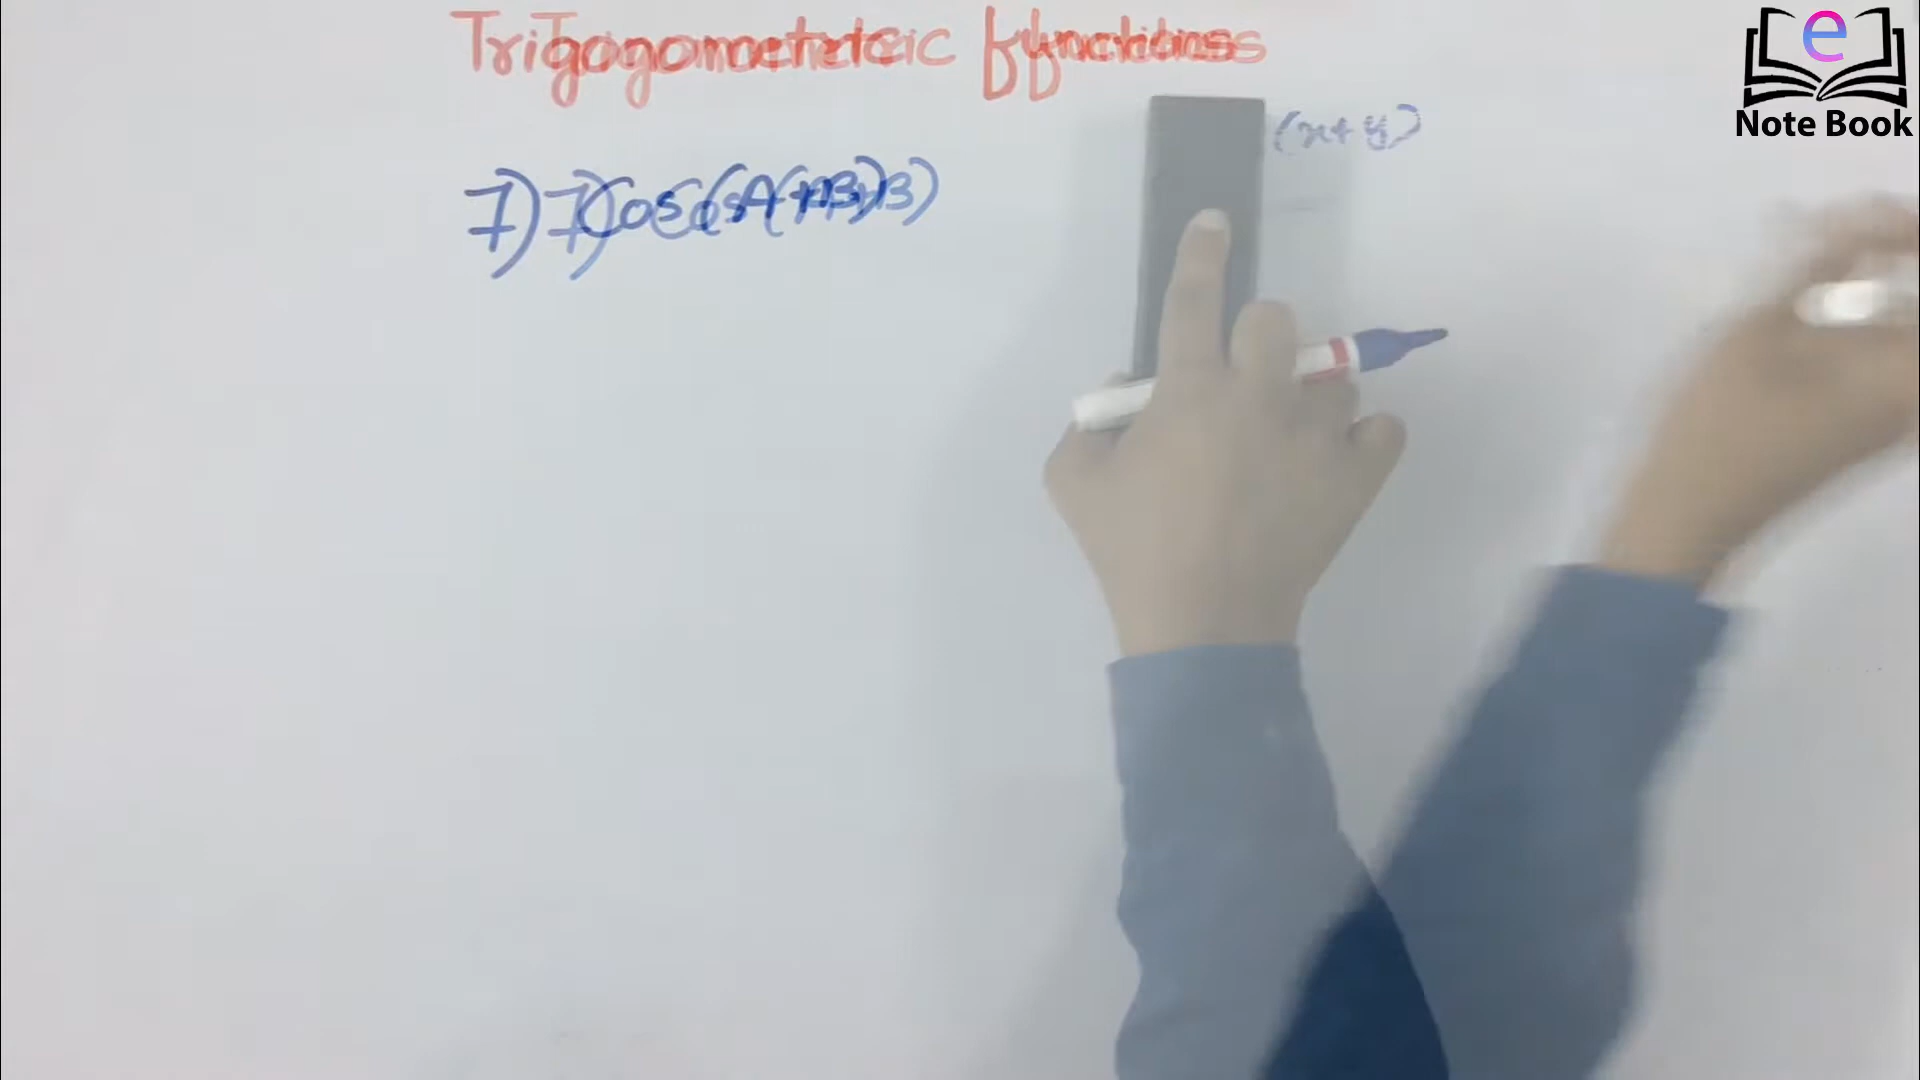 Trigonometric functions
(x+y)
7) Cos(A+B)
e
Note Book